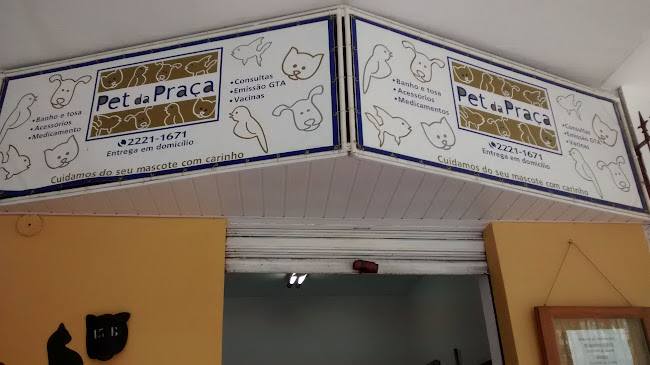 • Banho e tosa
• Acessórios
• Medicamento
Pet da Praça
2221-1671
Entrega em domicílio
• Consultas
• Emissão GTA
• Vacinas
Cuidamos do seu mascote com carinho
• Banho e tosa
• Acessórios
• Medicamentos
Pet da Praça
2221-1671
Entrega em domicílio
• Consultas
• Emissão GTA
• Vacinas
Cuidamos do seu mascote com carinho
15 B